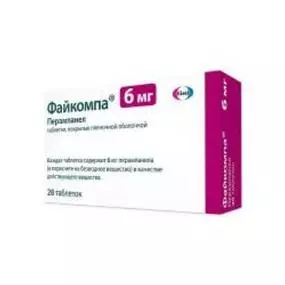 Файкомпа® 6 мг
Перампанел
таблетки, покрытые пленочной оболочкой
Каждая таблетка содержит 6 мг перампанела
(в пересчете на безводное вещество) в качестве
действующего вещества.
28 таблеток
Eisai
Файкомпа® 6 мг